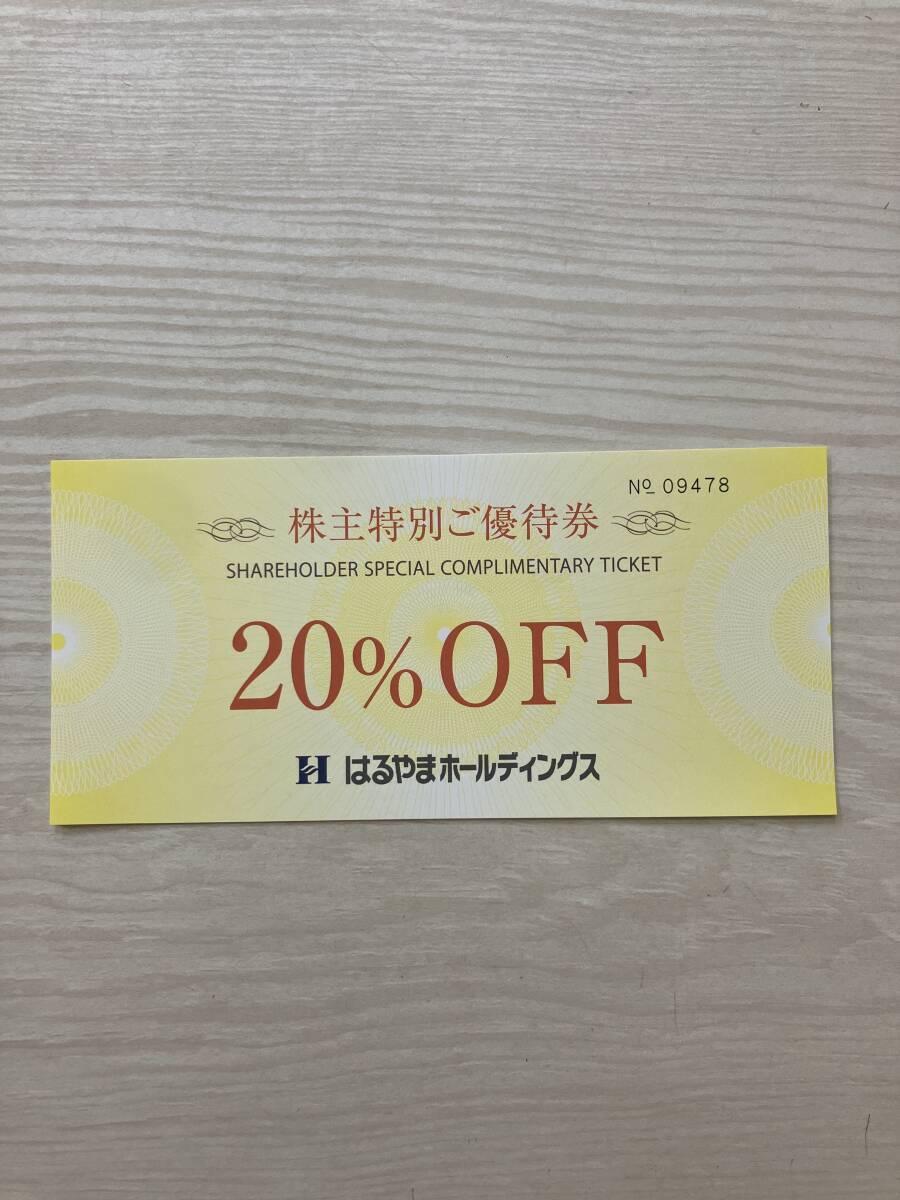 № 09478
株主特別ご優待券
SHAREHOLDER SPECIAL COMPLIMENTARY TICKET
20%OFF
はるやまホールディングス